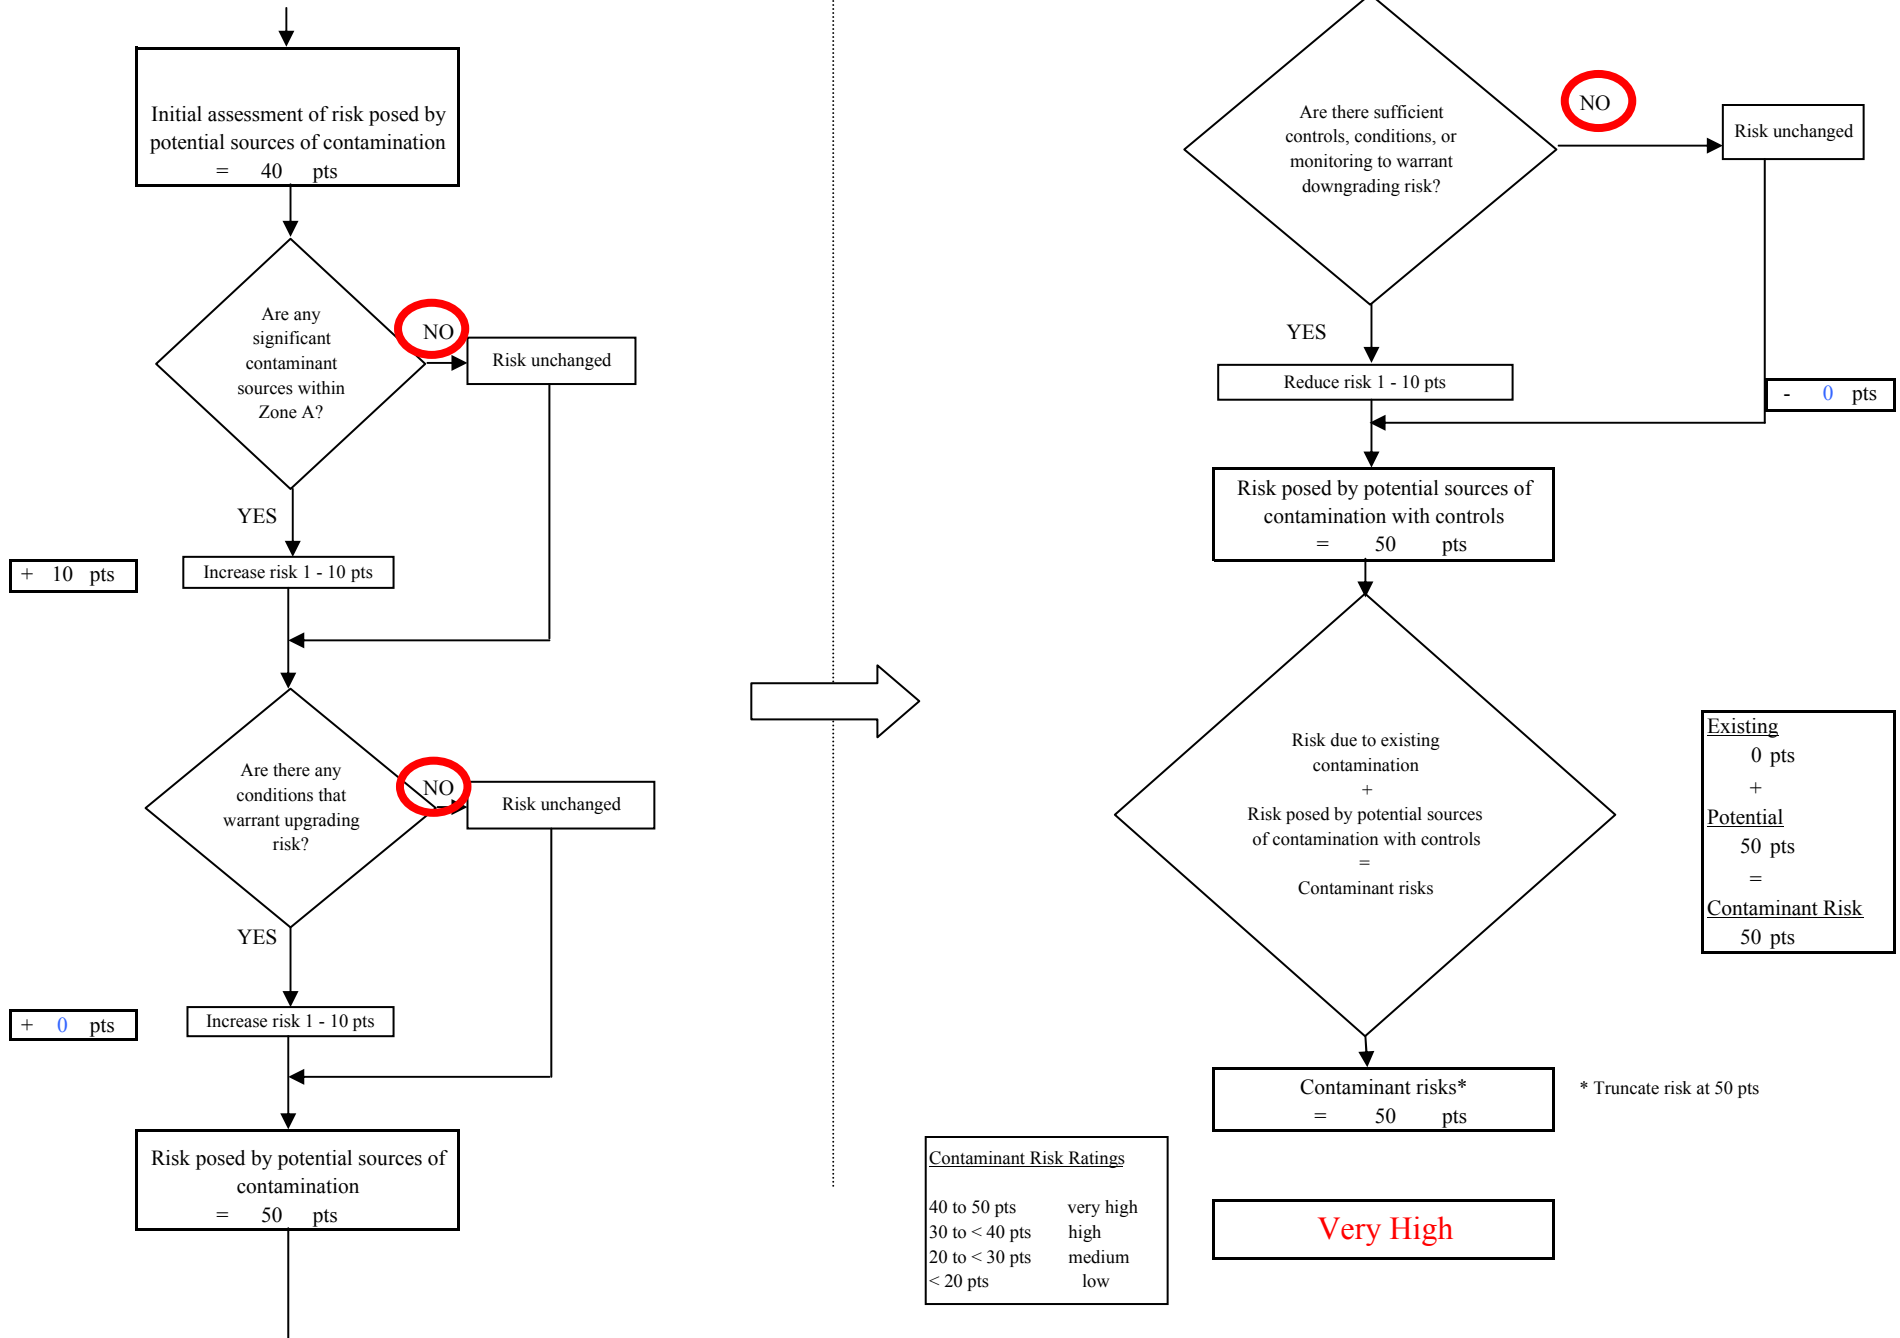 Initial assessment of risk posed by
potential sources of contamination
= 40 pts
Are any
significant
contaminant
sources within
Zone A?
NO
Risk unchanged
YES
+ 10 pts
Increase risk 1 - 10 pts
Are there any
conditions that
warrant upgrading
risk?
NO
Risk unchanged
YES
+ 0 pts
Increase risk 1 - 10 pts
Risk posed by potential sources of
contamination
= 50 pts
Are there sufficient
controls, conditions, or
monitoring to warrant
downgrading risk?
NO
Risk unchanged
YES
Reduce risk 1 - 10 pts
- 0 pts
Risk posed by potential sources of
contamination with controls
= 50 pts
Risk due to existing
contamination
+
Risk posed by potential sources
of contamination with controls
=
Contaminant risks
Existing
0 pts
+
Potential
50 pts
=
Contaminant Risk
50 pts
Contaminant risks*
= 50 pts
* Truncate risk at 50 pts
Contaminant Risk Ratings
40 to 50 pts very high
30 to < 40 pts high
20 to < 30 pts medium
< 20 pts low
Very High